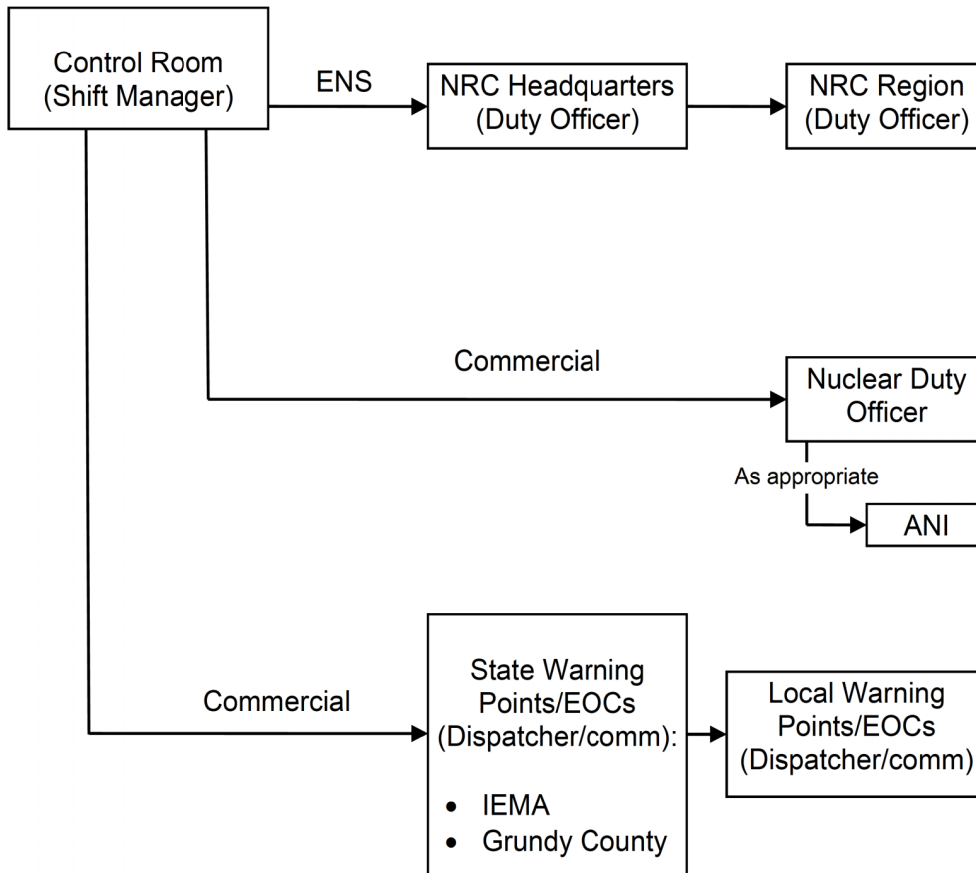 Control Room
(Shift Manager)
ENS
NRC Headquarters
(Duty Officer)
NRC Region
(Duty Officer)
Commercial
Nuclear Duty
Officer
As appropriate
ANI
Commercial
State Warning
Points/EOCs
(Dispatcher/comm):
• IEMA
• Grundy County
Local Warning
Points/EOCs
(Dispatcher/comm)